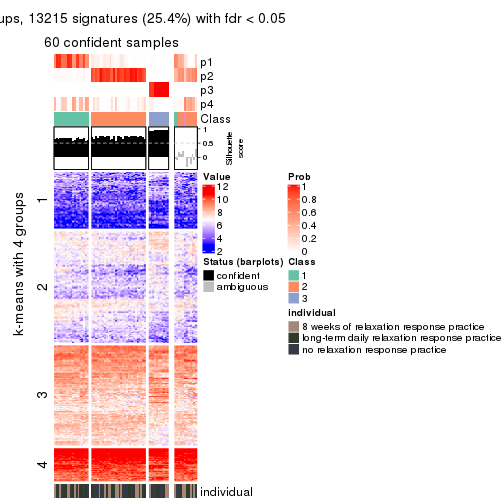 ups, 13215 signatures (25.4%) with fdr < 0.05
60 confident samples
p1
p2
p3
p4
Class
1
0.5
0
Silhouette
score
k-means with 4 groups
1
2
3
4
individual
Value
12
10
8
6
4
2
Prob
1
0.8
0.6
0.4
0.2
0
Status (barplots)
confident
ambiguous
Class
1
2
3
individual
8 weeks of relaxation response practice
long-term daily relaxation response practice
no relaxation response practice